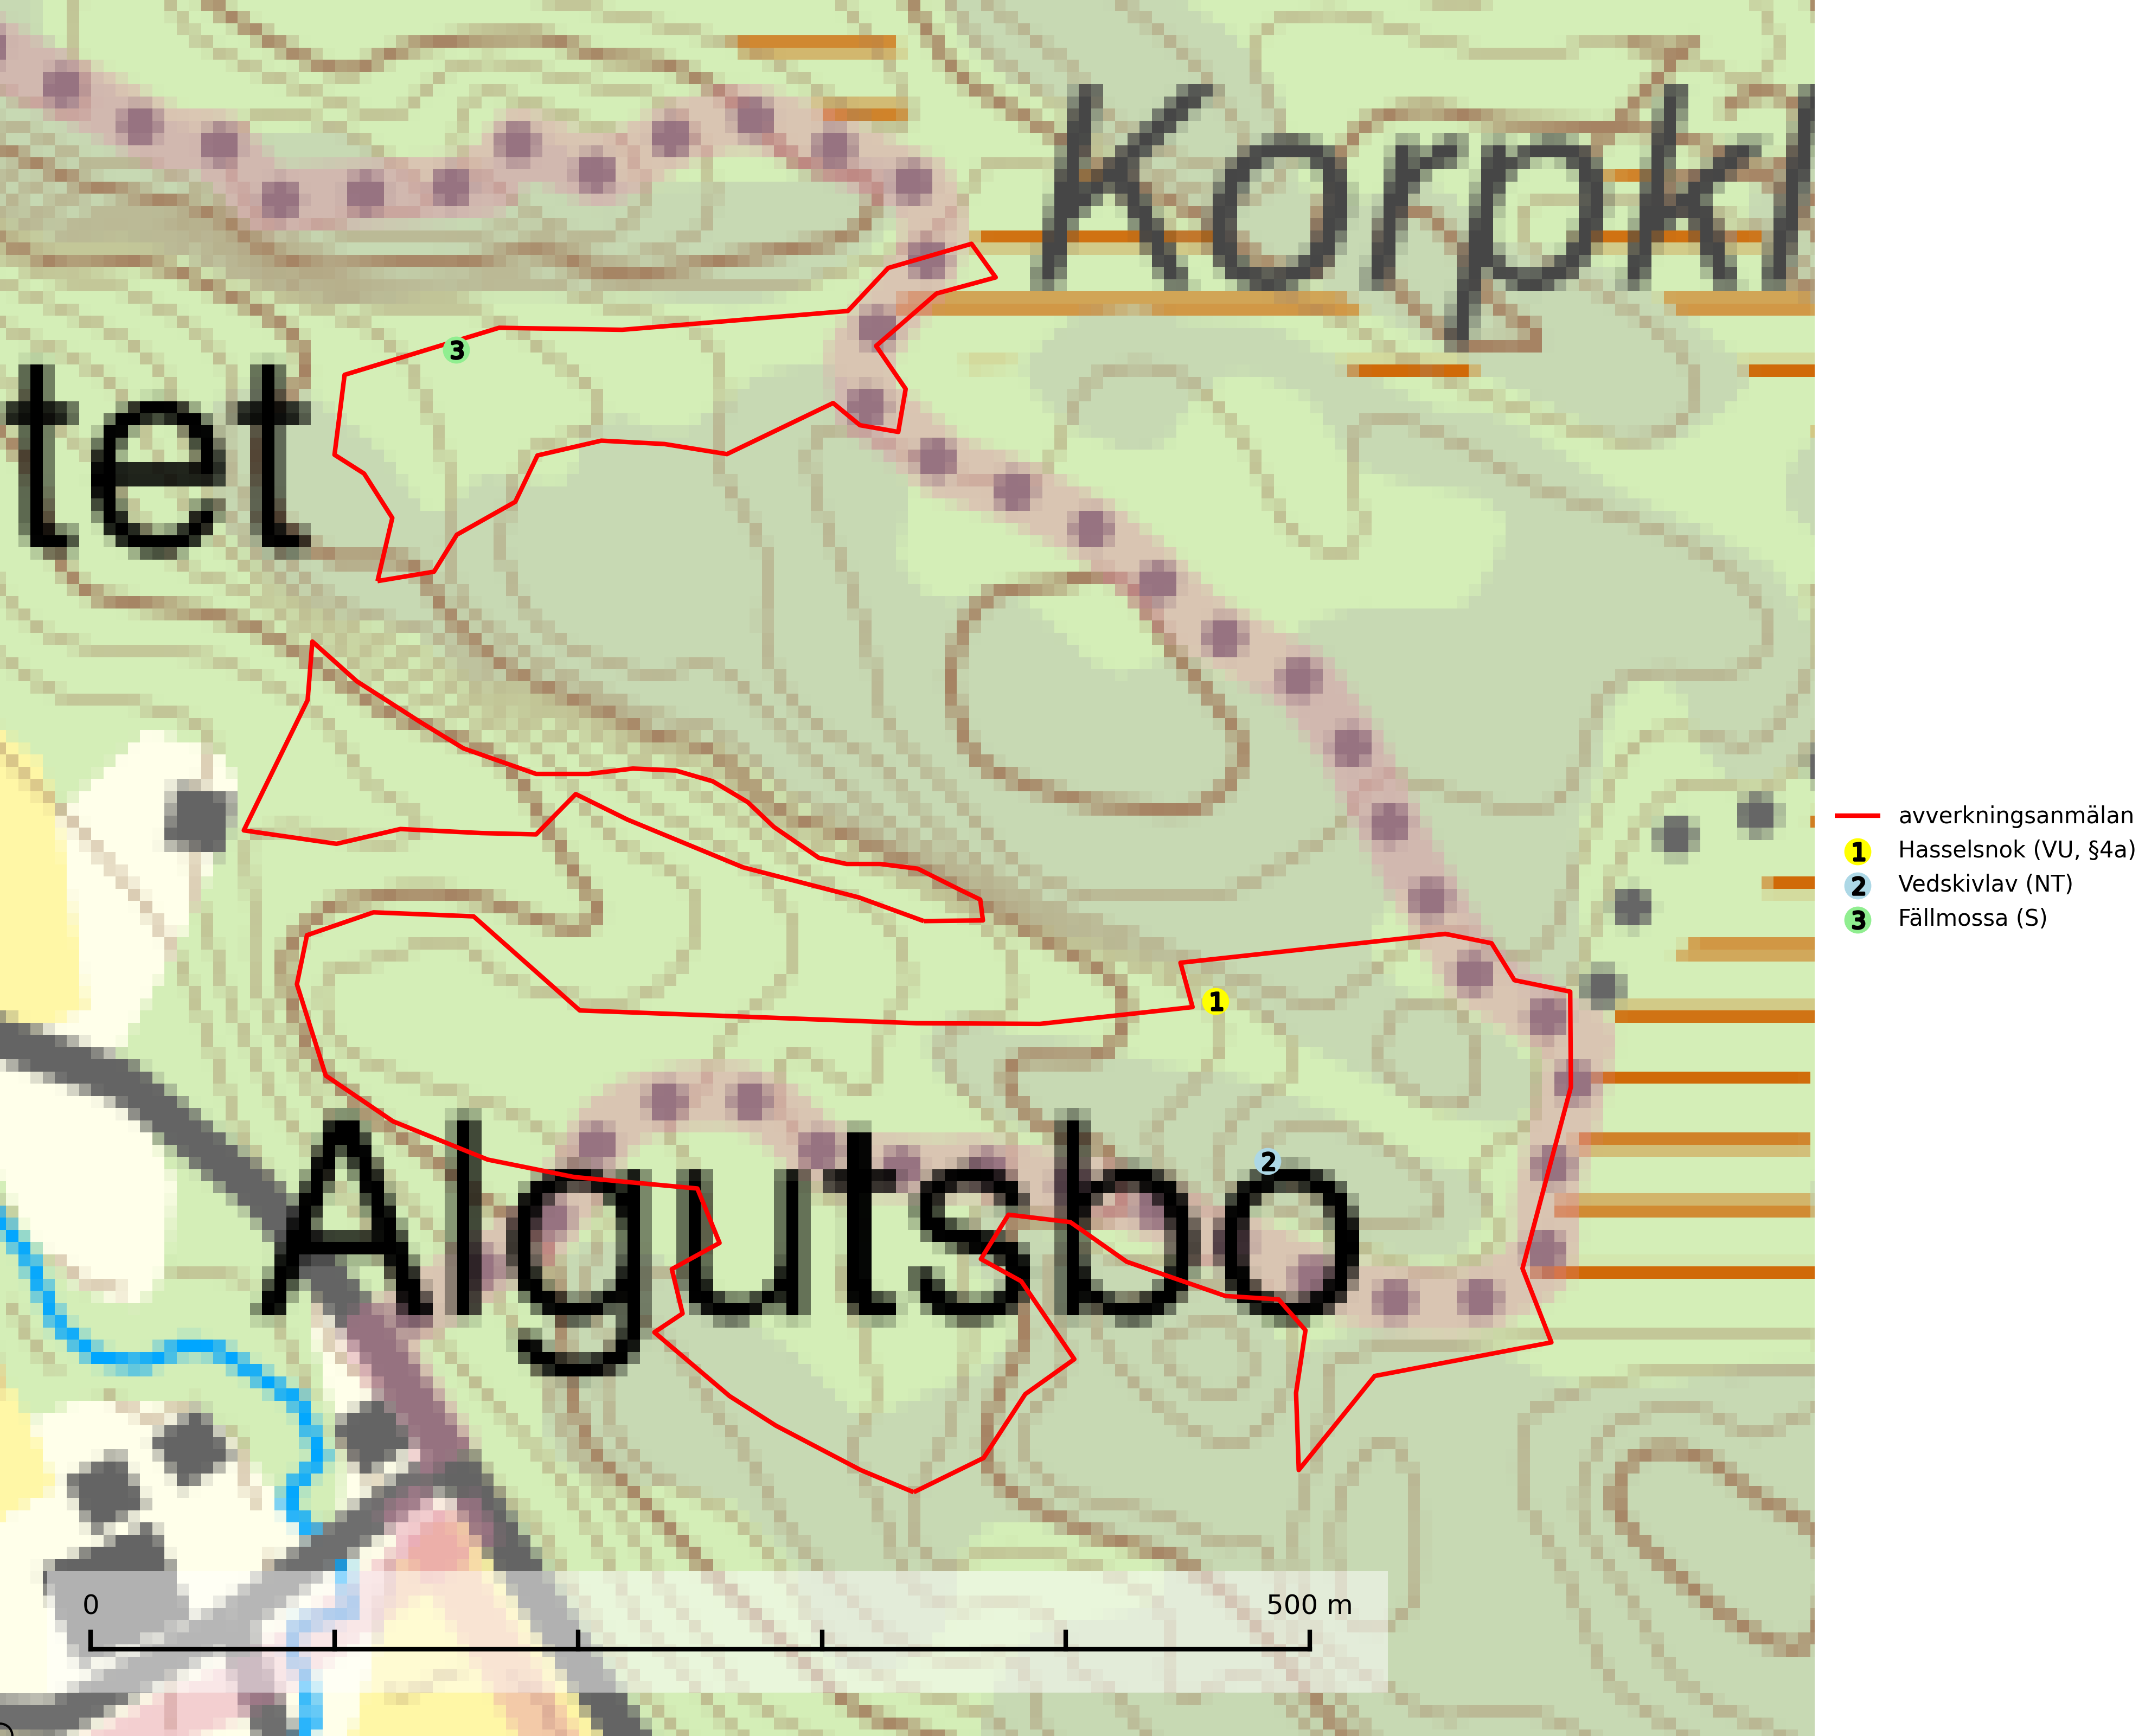 Korpkl
tet
Algutsbo
0
500 m
3
1
2
avverkningsanmälan
1 Hasselsnok (VU, §4a)
2 Vedskivlav (NT)
3 Fällmossa (S)